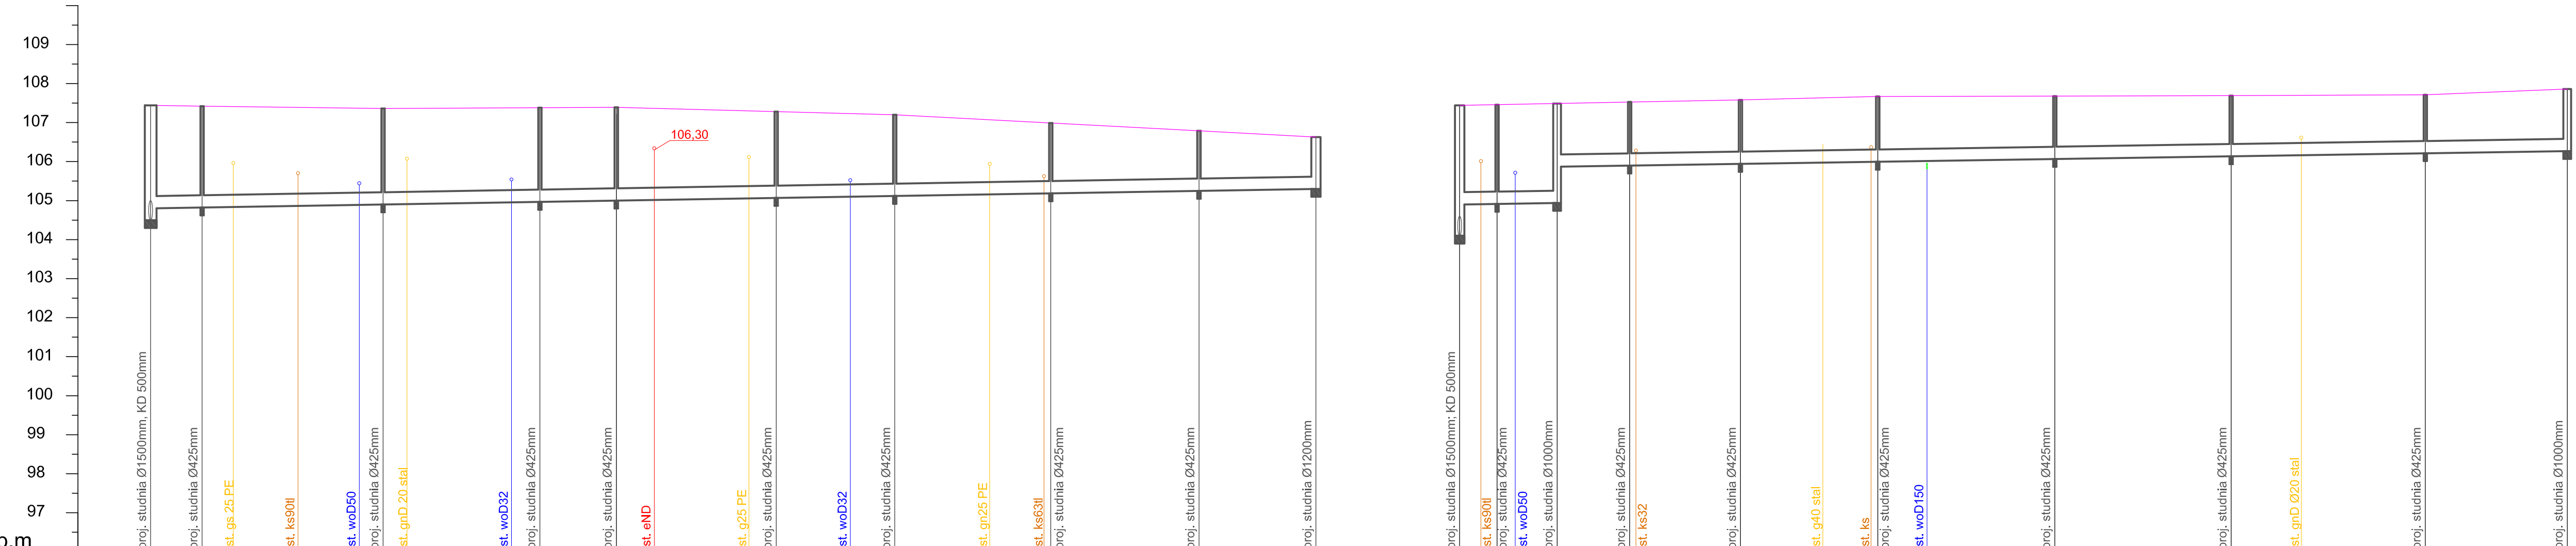 109
108
107
106
105
104
103
102
101
100
99
98
97
p.m
106,30
proj. studnia Ø1500mm, KD 500mm
proj. studnia Ø425mm
st. gs 25 PE
st. ks90tl
st. woD50
proj. studnia Ø425mm
st. gnD 20 stal
st. woD32
proj. studnia Ø425mm
proj. studnia Ø425mm
st. eND
st. g25 PE
proj. studnia Ø425mm
st. woD32
proj. studnia Ø425mm
st. gn25 PE
st. ks63tl
proj. studnia Ø425mm
proj. studnia Ø425mm
proj. studnia Ø1200mm
proj. studnia Ø1500mm; KD 500mm
st. ks90tl
proj. studnia Ø425mm
st. woD50
proj. studnia Ø1000mm
proj. studnia Ø425mm
st. ks32
proj. studnia Ø425mm
st. g40 stal
st. ks
proj. studnia Ø425mm
st. woD150
proj. studnia Ø425mm
proj. studnia Ø425mm
st. gnD Ø20 stal
proj. studnia Ø425mm
proj. studnia Ø1000mm